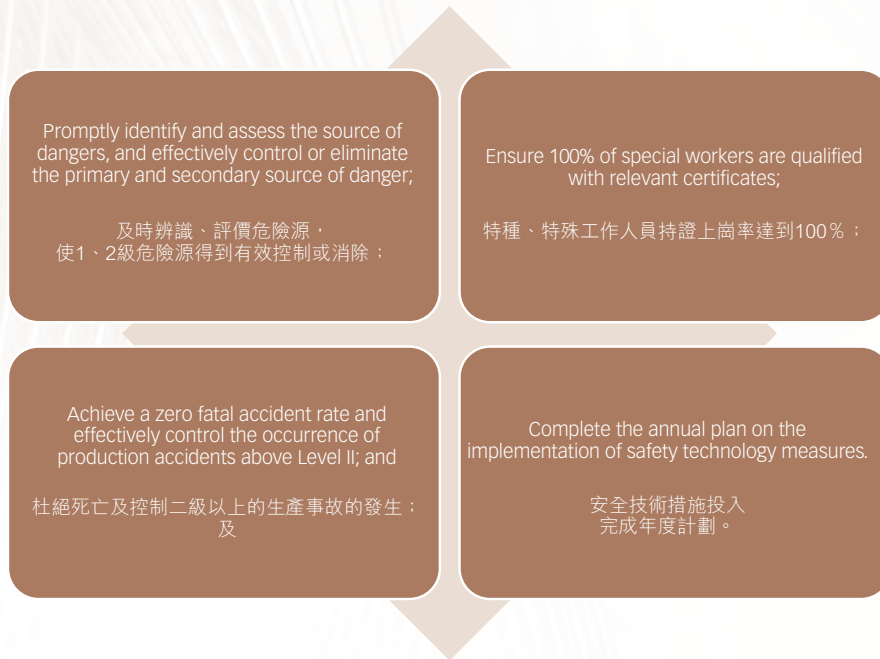 Promptly identify and assess the source of
dangers, and effectively control or eliminate
the primary and secondary source of danger;
及時辨識、評價危險源，
使1、2級危險源得到有效控制或消除；
Ensure 100% of special workers are qualified
with relevant certificates;
特種、特殊工作人員持證上崗率達到100%；
Achieve a zero fatal accident rate and
effectively control the occurrence of
production accidents above Level II; and
杜絕死亡及控制二級以上的生產事故的發生；
及
Complete the annual plan on the
implementation of safety technology measures.
安全技術措施投入
完成年度計劃。